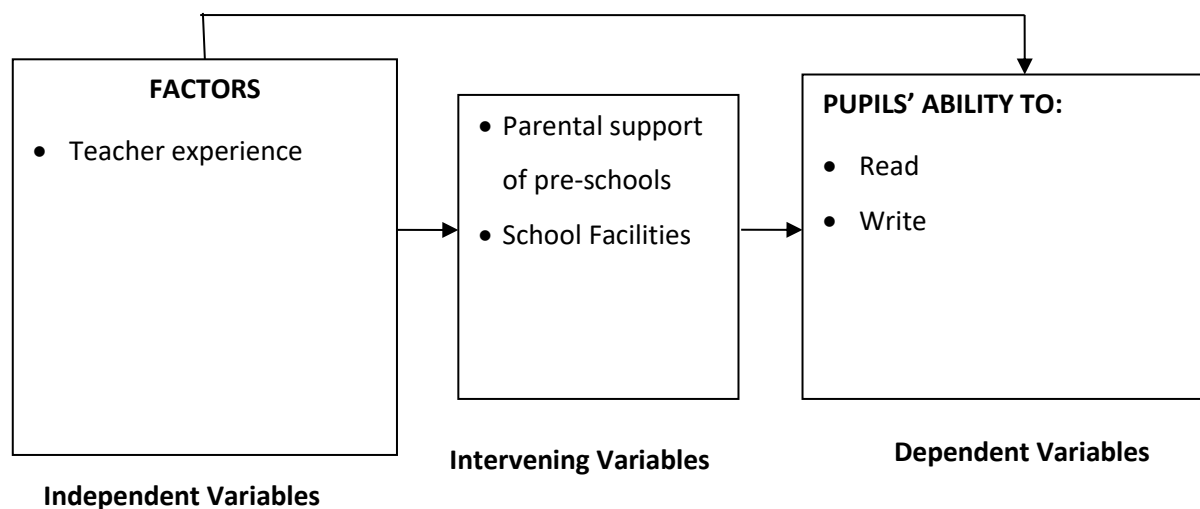 FACTORS
• Teacher experience
Independent Variables
• Parental support
of pre-schools
• School Facilities
Intervening Variables
PUPILS’ ABILITY TO:
• Read
• Write
Dependent Variables